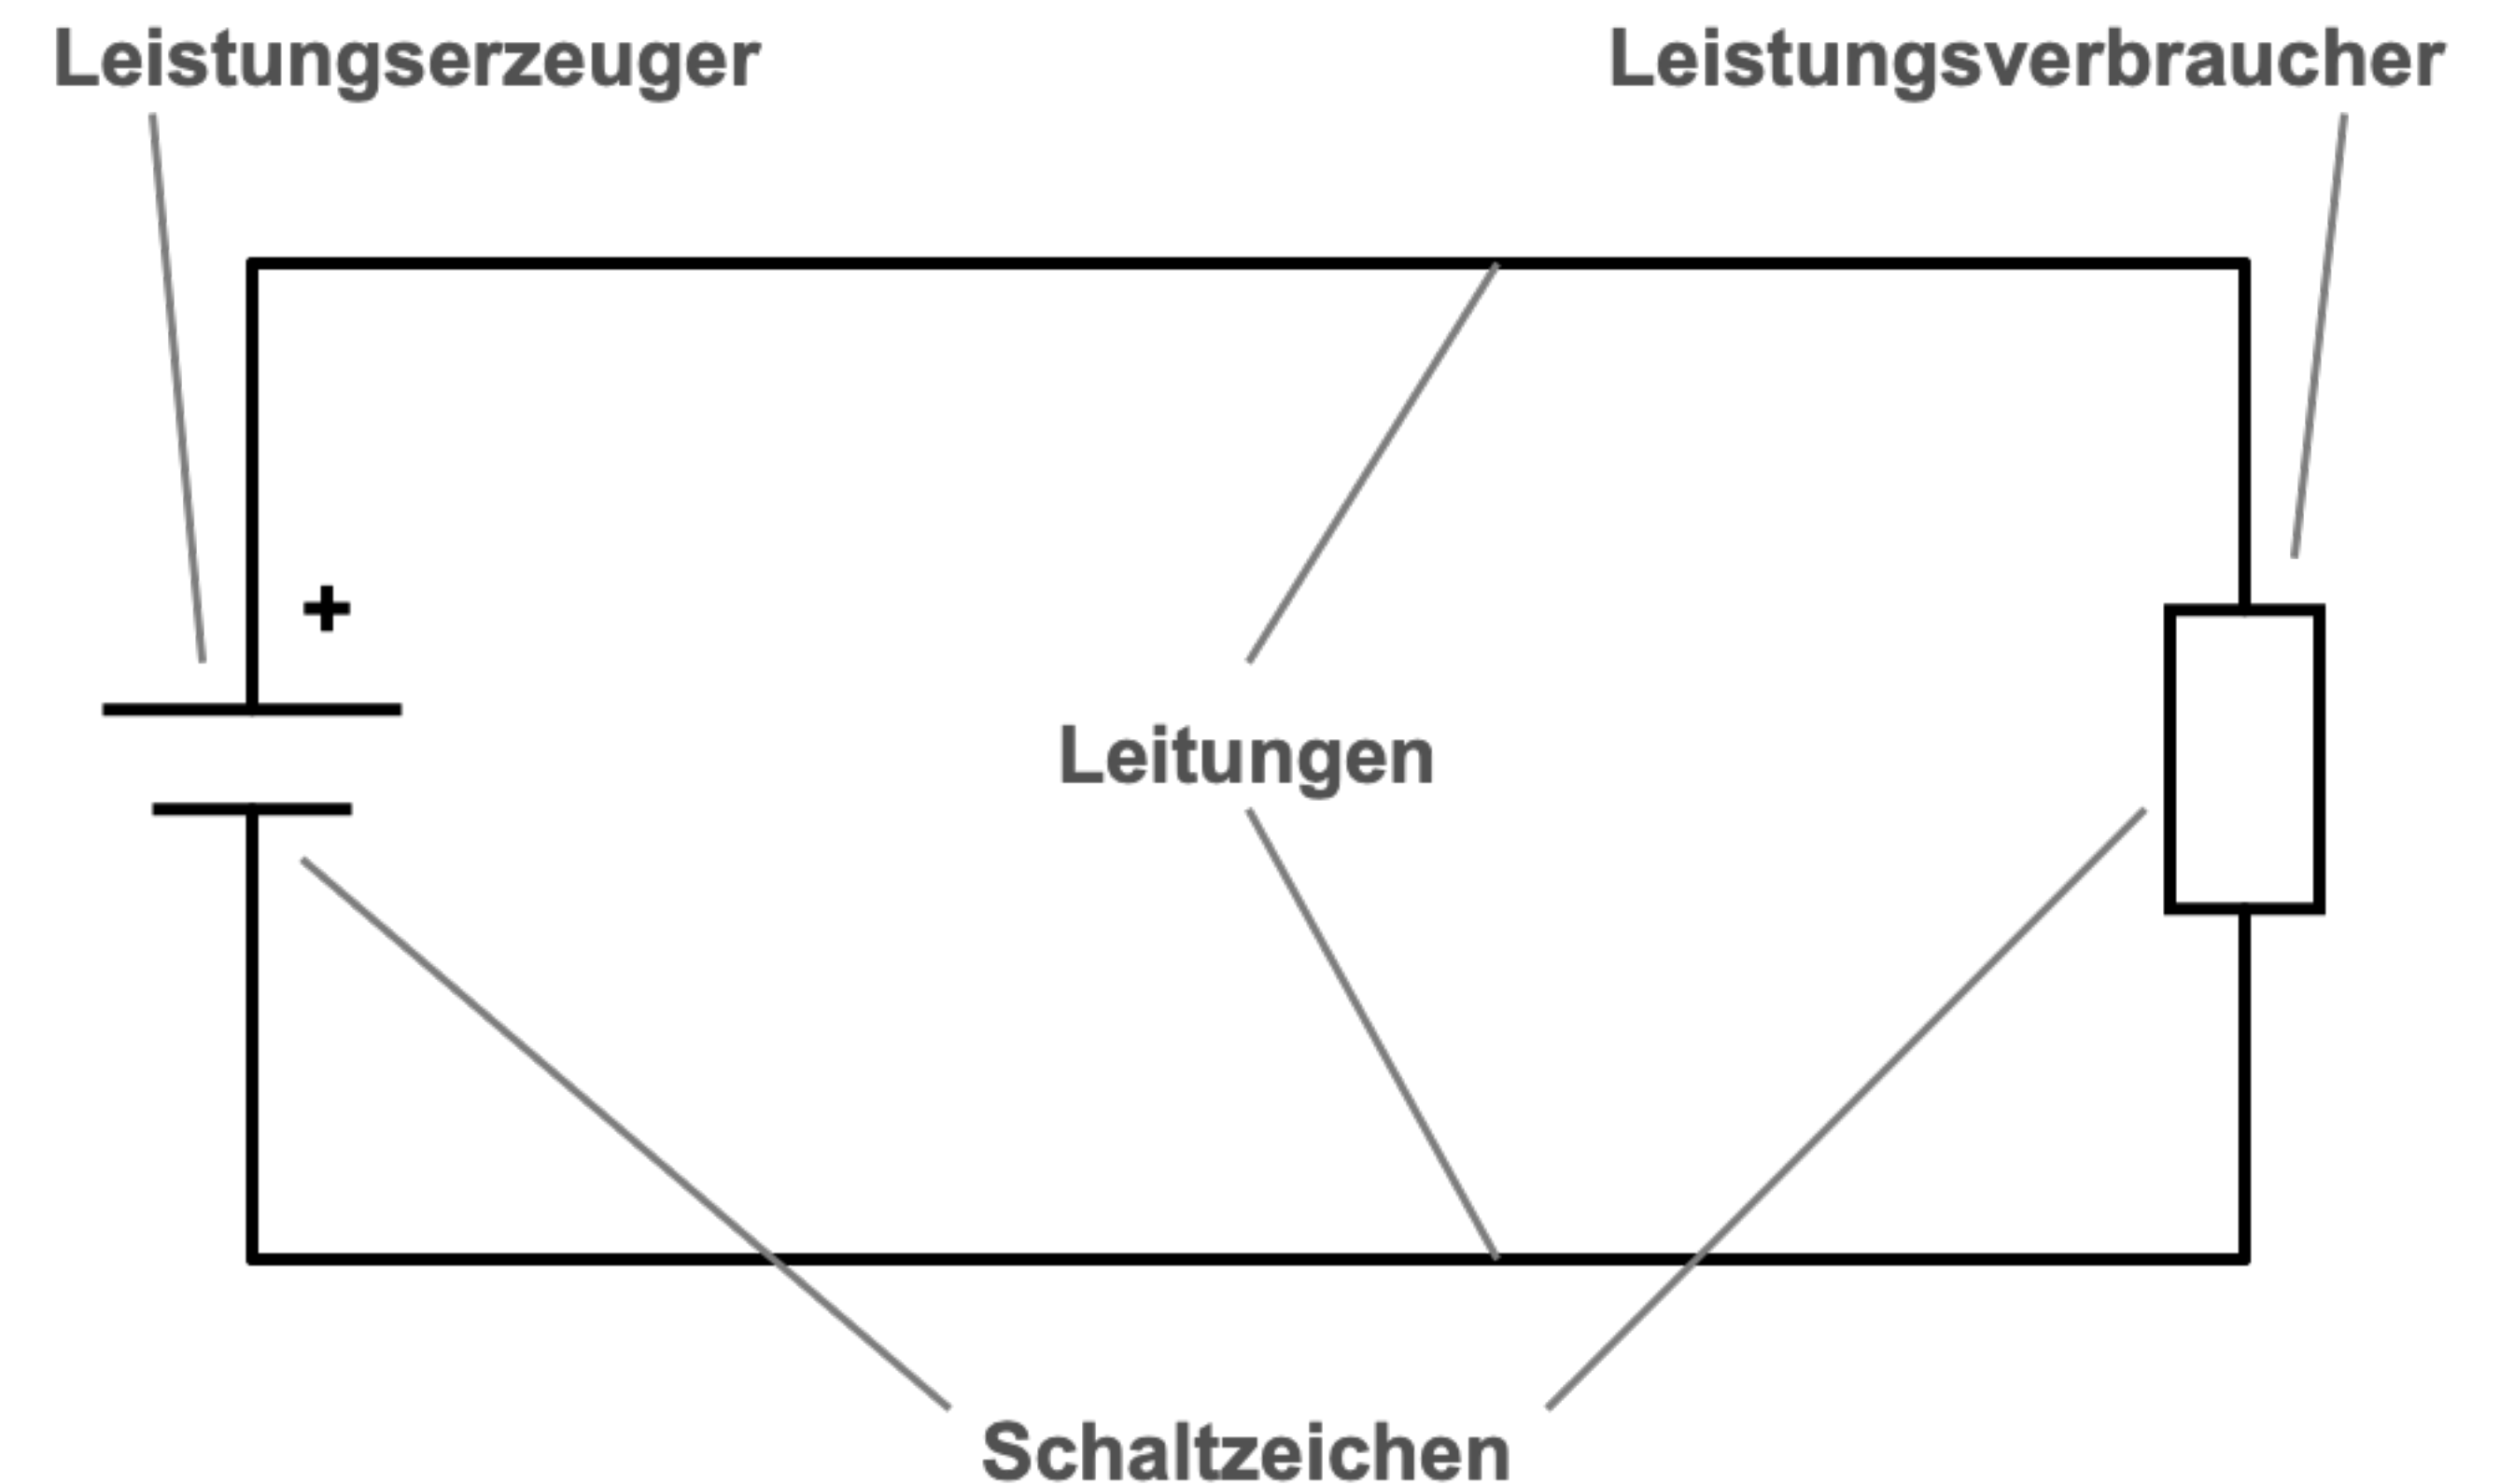 Leistungserzeuger
Leistungsverbraucher
+
Leitungen
Schaltzeichen